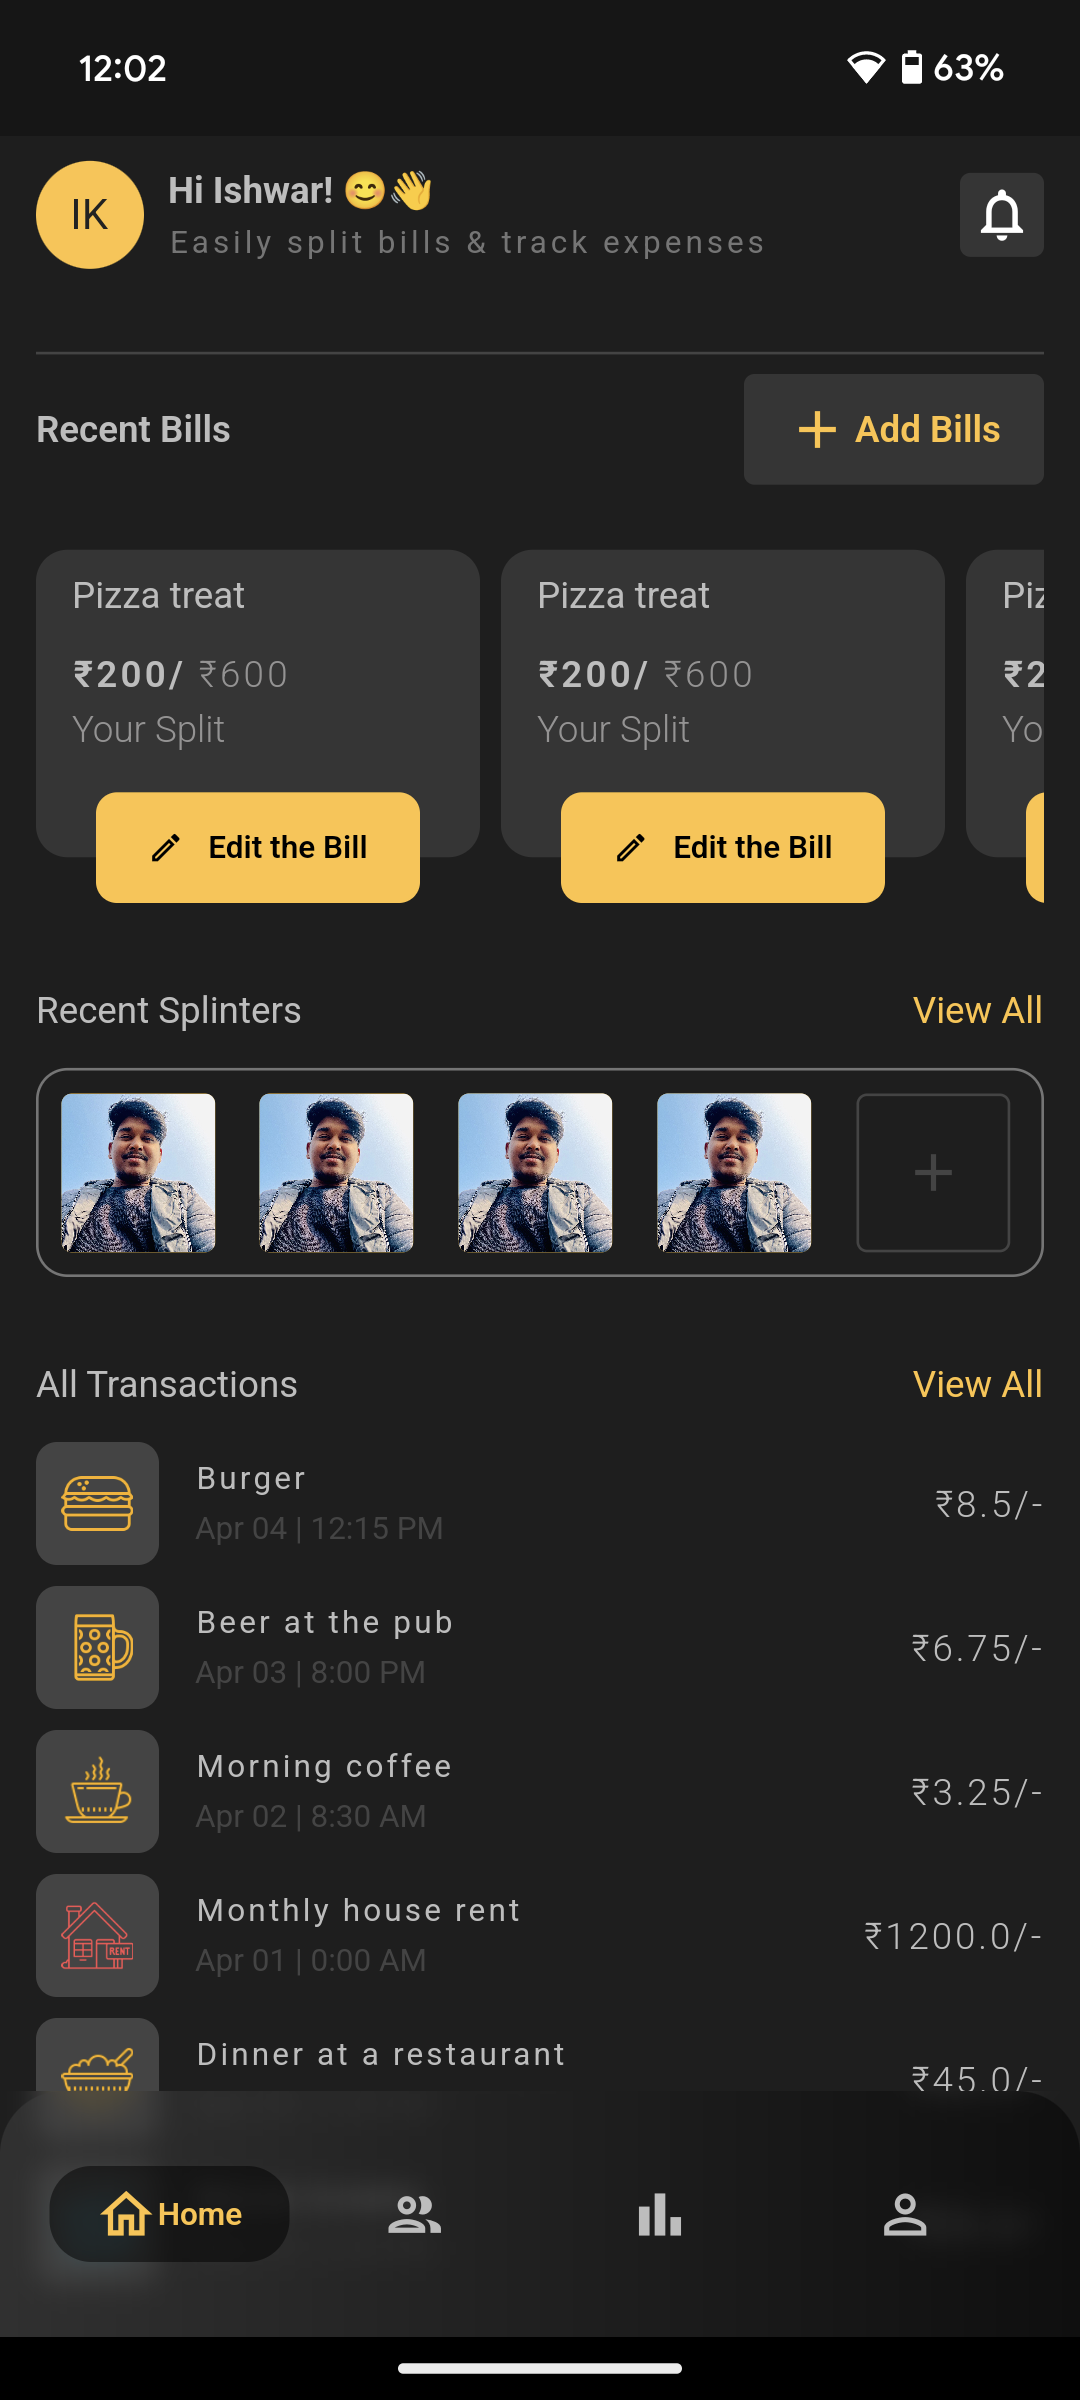 12:02
63%
IK
Hi Ishwar! 😊👋
Easily split bills & track expenses
Recent Bills
Add Bills
Pizza treat
₹200/ ₹600
Your Split
Edit the Bill
Pizza treat
₹200/ ₹600
Your Split
Edit the Bill
Piz
₹2
Yo
Recent Splinters
View All
All Transactions
View All
Burger
Apr 04 | 12:15 PM
₹8.5/-
Beer at the pub
Apr 03 | 8:00 PM
₹6.75/-
Morning coffee
Apr 02 | 8:30 AM
₹3.25/-
RENT
Monthly house rent
Apr 01 | 0:00 AM
₹1200.0/-
Dinner at a restaurant
₹45.0/-
Home